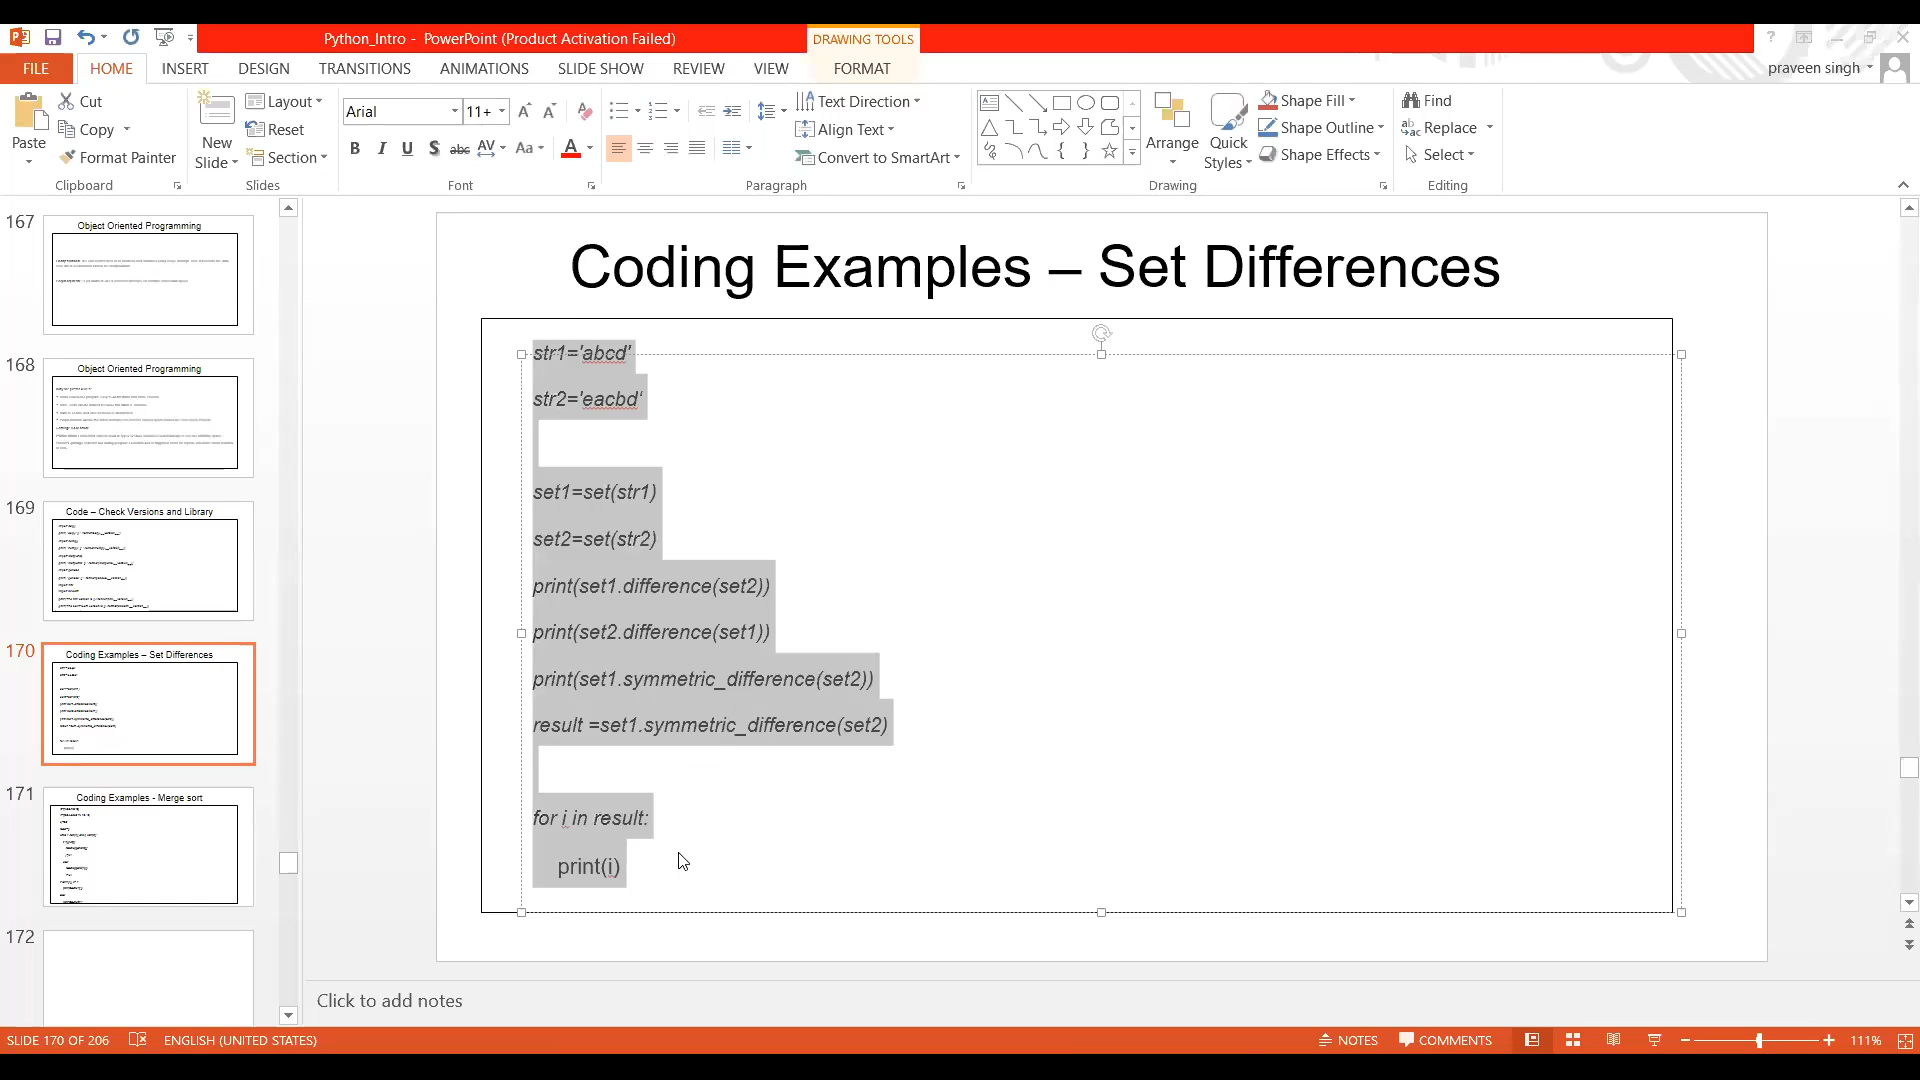 Python_Intro - PowerPoint (Product Activation Failed)
DRAWING TOOLS
FILE HOME INSERT DESIGN TRANSITIONS ANIMATIONS SLIDE SHOW REVIEW VIEW FORMAT
praveen singh
Paste
Cut
Copy
Format Painter
Clipboard
New Slide
Layout
Reset
Section
Slides
Arial 11+
Font
Text Direction
Align Text
Convert to SmartArt
Paragraph
Arrange
Quick Styles
Shape Fill
Shape Outline
Shape Effects
Drawing
Find
Replace
Select
Editing
167
Object Oriented Programming
168
Object Oriented Programming
169
Code – Check Versions and Library
170
Coding Examples – Set Differences
171
Coding Examples - Merge sort
172
Coding Examples – Set Differences
str1='abcd'
str2='eacbd'
set1=set(str1)
set2=set(str2)
print(set1.difference(set2))
print(set2.difference(set1))
print(set1.symmetric_difference(set2))
result =set1.symmetric_difference(set2)
for i in result:
print(i)
Click to add notes
SLIDE 170 OF 206
ENGLISH (UNITED STATES)
NOTES
COMMENTS
111%